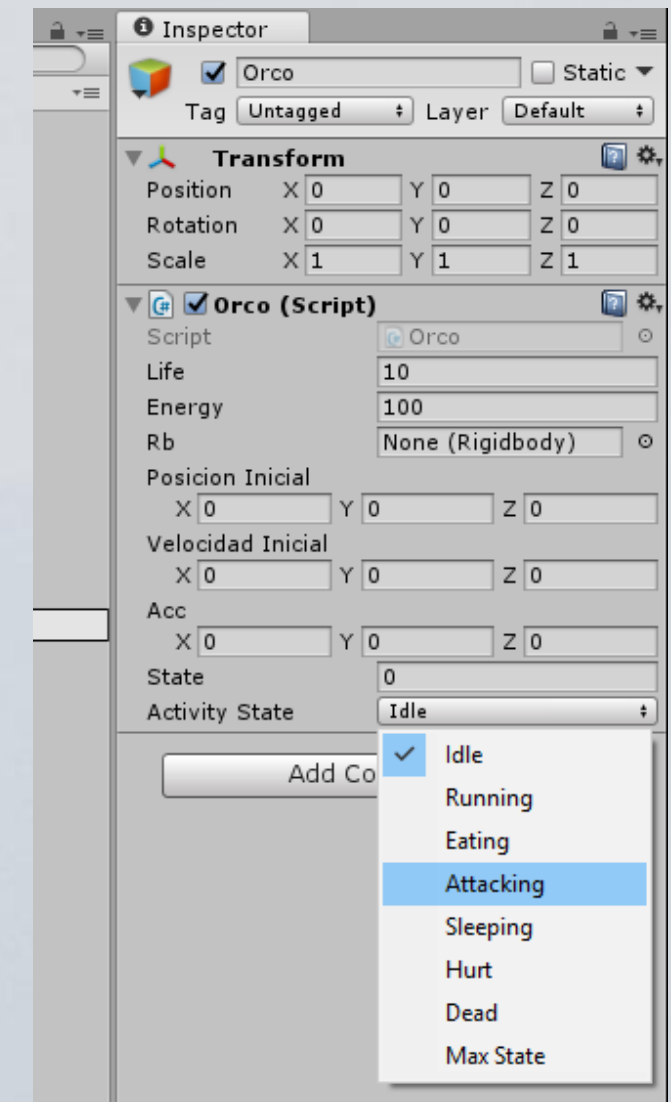 Inspector
Orco Static
Tag Untagged Layer Default
Transform
Position X 0 Y 0 Z 0
Rotation X 0 Y 0 Z 0
Scale X 1 Y 1 Z 1
Orco (Script)
Script Orco
Life 10
Energy 100
Rb None (Rigidbody)
Posicion Inicial
X 0 Y 0 Z 0
Velocidad Inicial
X 0 Y 0 Z 0
Acc
X 0 Y 0 Z 0
State 0
Activity State Idle
Idle
Add Co
Running
Eating
Attacking
Sleeping
Hurt
Dead
Max State